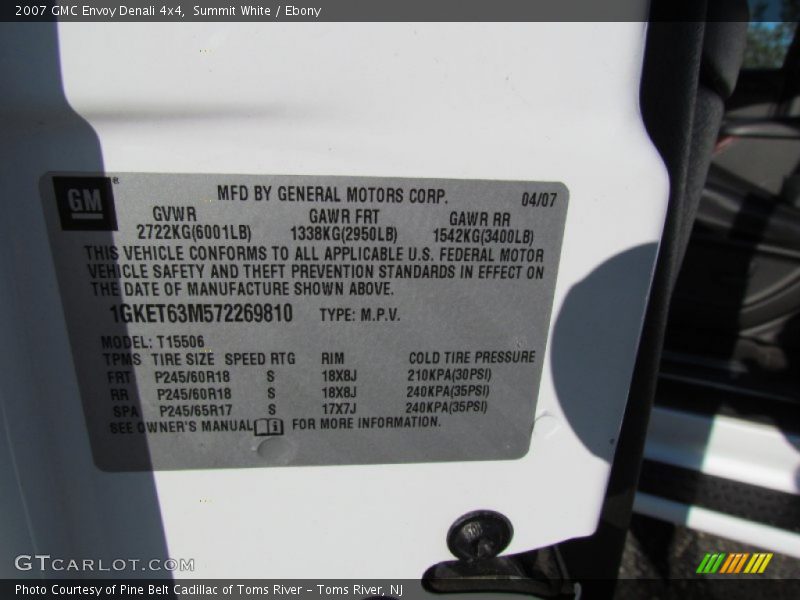 2007 GMC Envoy Denali 4x4, Summit White / Ebony
GM®
MFD BY GENERAL MOTORS CORP. 04/07
GVWR GAWR FRT GAWR RR
2722KG(6001LB) 1338KG(2950LB) 1542KG(3400LB)
THIS VEHICLE CONFORMS TO ALL APPLICABLE U.S. FEDERAL MOTOR
VEHICLE SAFETY AND THEFT PREVENTION STANDARDS IN EFFECT ON
THE DATE OF MANUFACTURE SHOWN ABOVE.
1GKET63M572269810 TYPE: M.P.V.
MODEL: T15506
TPMS TIRE SIZE SPEED RTG RIM COLD TIRE PRESSURE
FRT P245/60R18 S 18X8J 210KPA(30PSI)
RR P245/60R18 S 18X8J 240KPA(35PSI)
SPA P245/65R17 S 17X7J 240KPA(35PSI)
SEE OWNER'S MANUAL i FOR MORE INFORMATION.
GTCARLOT.COM
Photo Courtesy of Pine Belt Cadillac of Toms River – Toms River, NJ